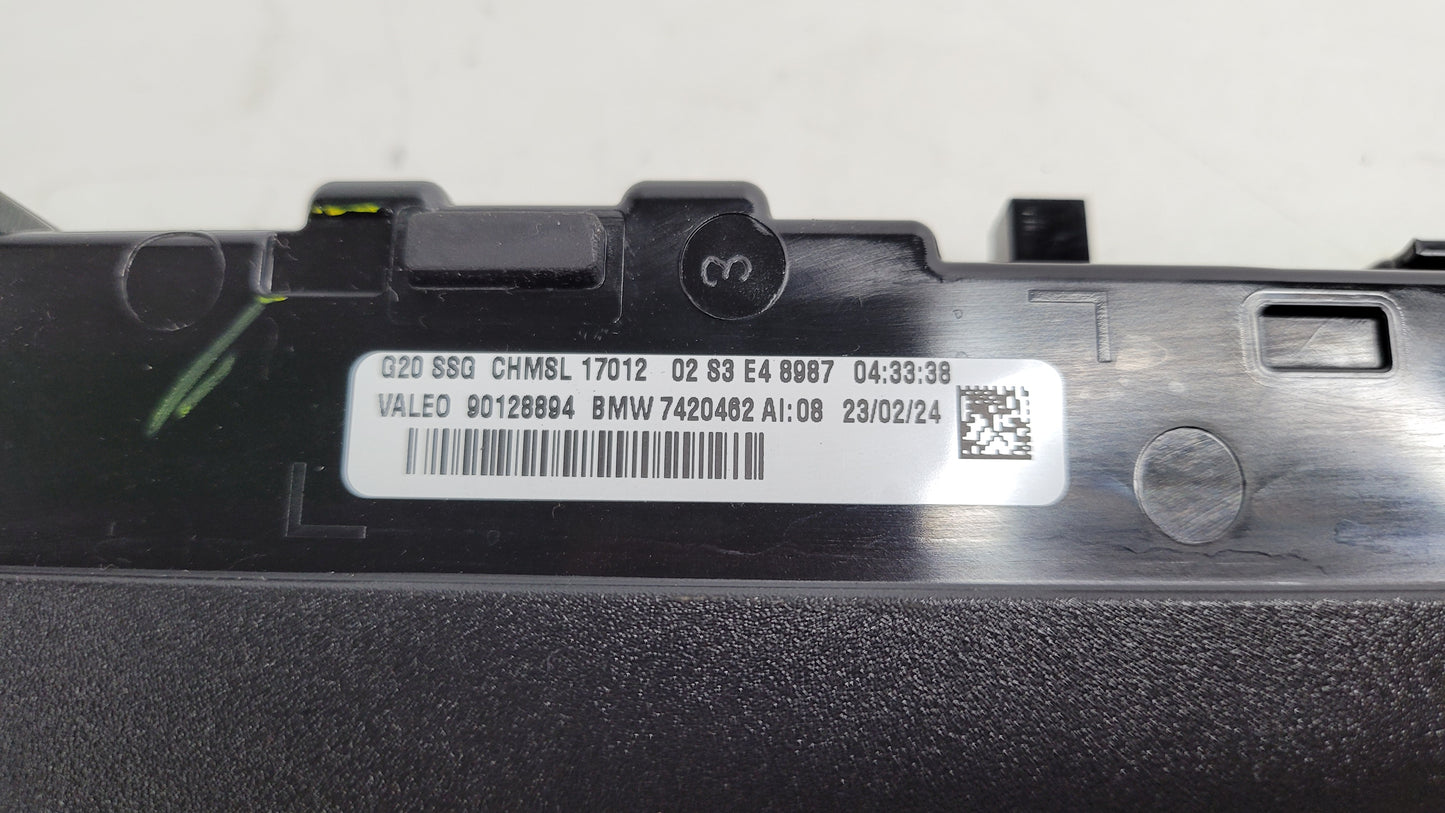 3
G20 SSG CHMSL 17012 02 S3 E4 8987 04:33:38
VALEO 90128894 BMW 7420462 AI:08 23/02/24